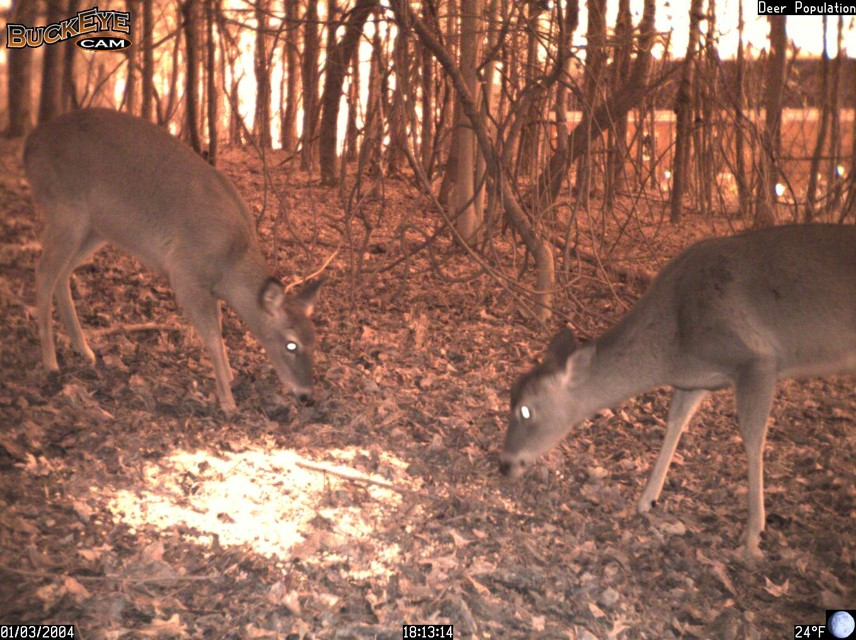 BuckEye
CAM
Deer Population
01/03/2004 18:13:14 24°F